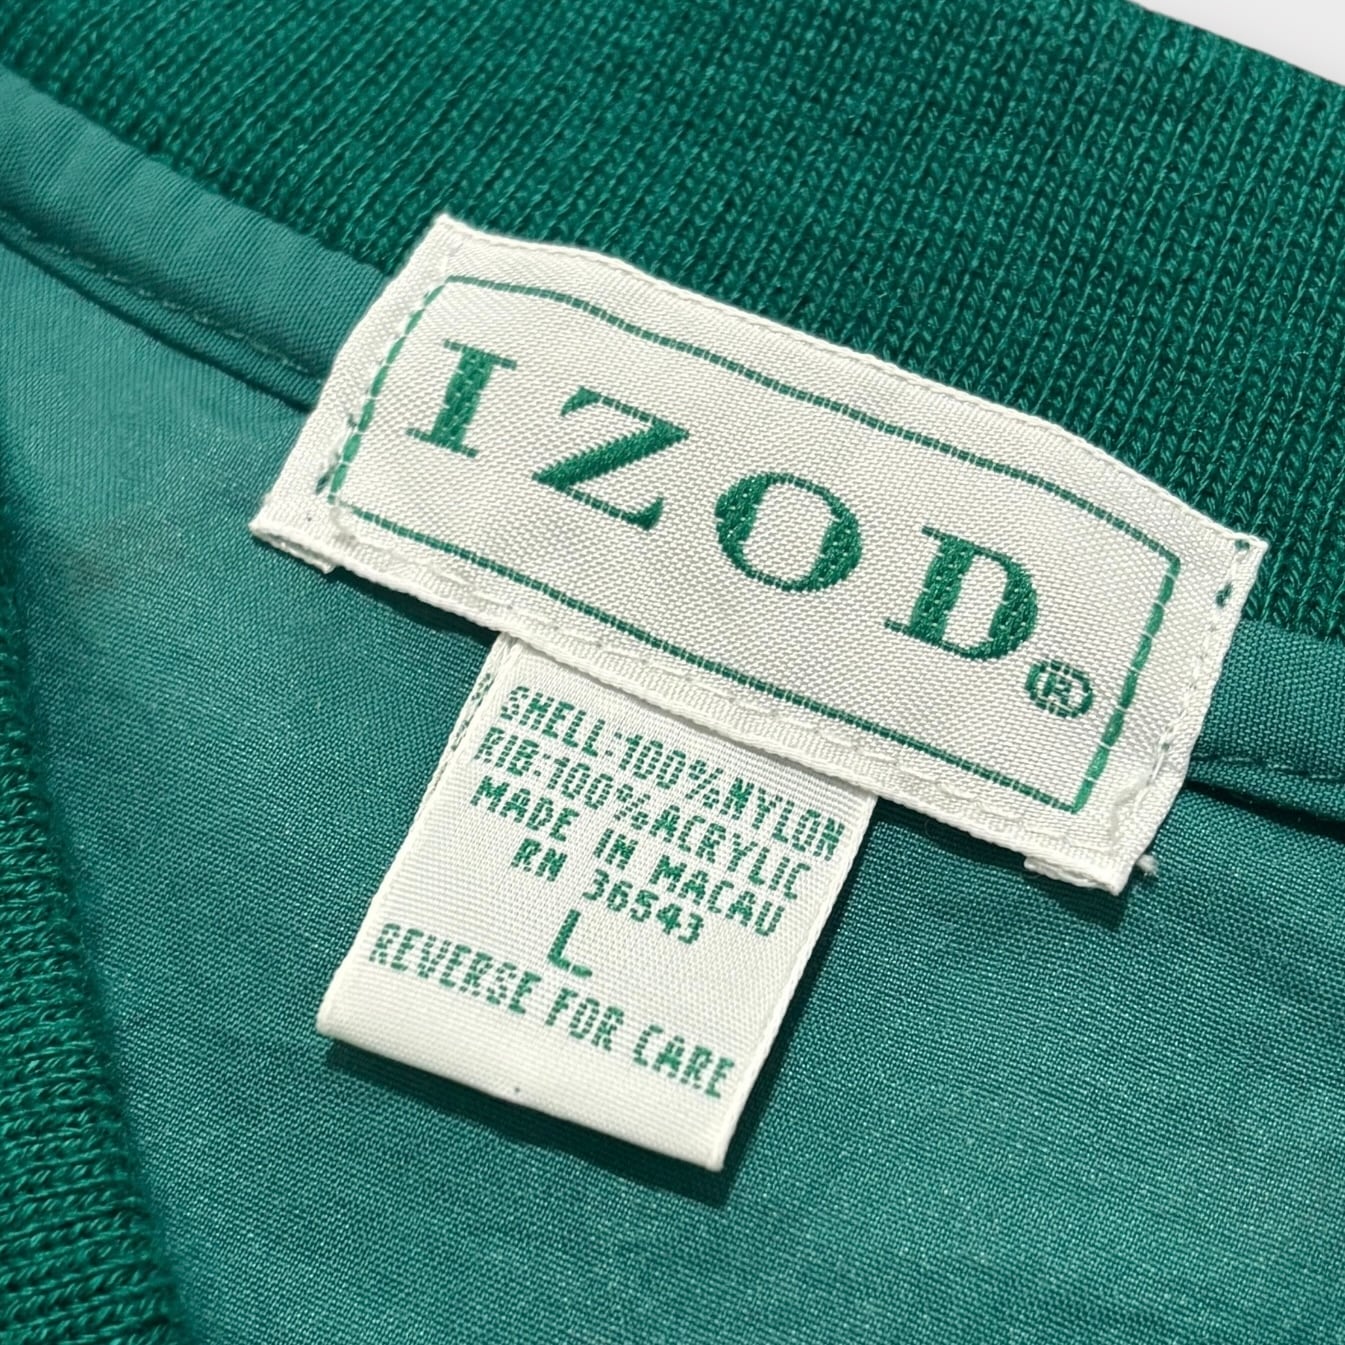 IZOD®
SHELL:100%NYLON
RIB:100%ACRYLIC
MADE IN MACAU
RN 36543
L
REVERSE FOR CARE